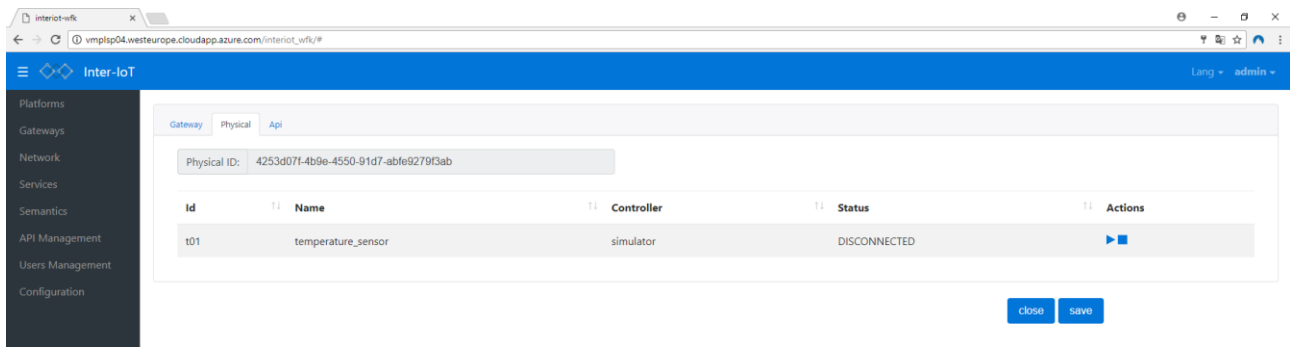 interiot-wfk
vmplsp04.westeurope.cloudapp.azure.com/interiot_wfk/#
Inter-IoT
Lang admin
Platforms
Gateways
Network
Services
Semantics
API Management
Users Management
Configuration
Gateway Physical Api
Physical ID: 4253d07f-4b9e-4550-91d7-abfe9279f3ab
Id Name Controller Status Actions
t01 temperature_sensor simulator DISCONNECTED
close save